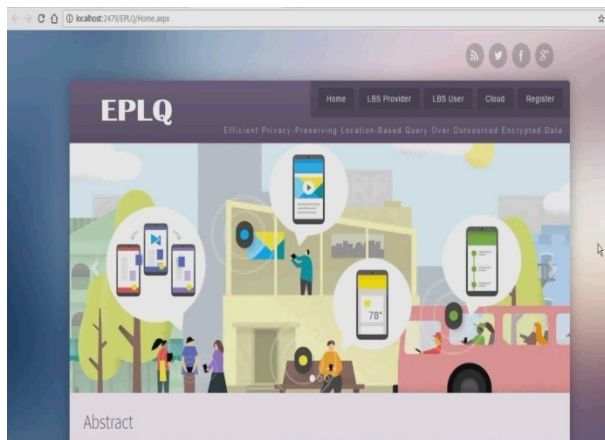 localhost:2479/EPLQ/Home.aspx
EPLQ
Home LBS Provider LBS User Cloud Register
Efficient Privacy-Preserving Location-Based Query Over Outsourced Encrypted Data
78°
Abstract